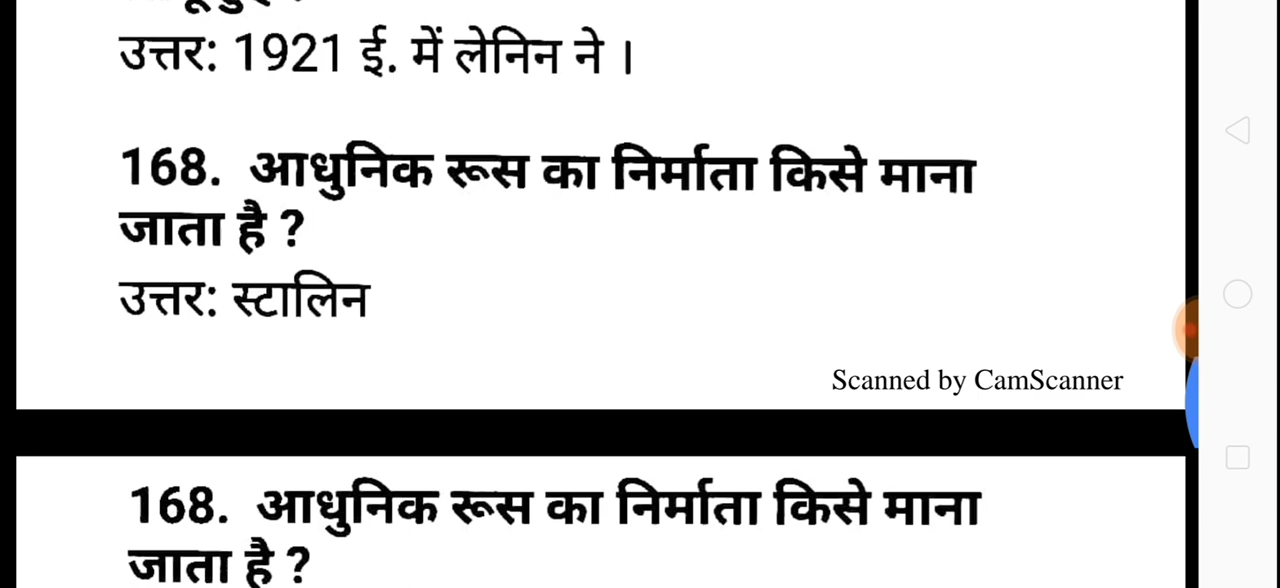 उत्तर: 1921 ई. में लेनिन ने ।
168. आधुनिक रूस का निर्माता किसे माना
जाता है ?
उत्तर: स्टालिन
Scanned by CamScanner
168. आधुनिक रूस का निर्माता किसे माना
जाता है ?